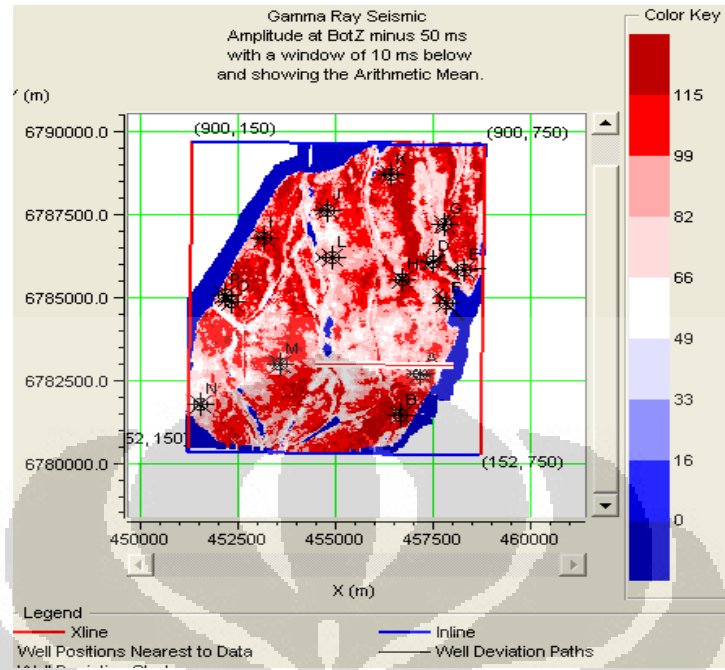 Gamma Ray Seismic
Amplitude at BotZ minus 50 ms
with a window of 10 ms below
and showing the Arithmetic Mean.
Color Key
(m)
(900, 150)
(900, 750)
6790000.0
6787500.0
6785000.0
6782500.0
6780000.0
K
J
G
I
L
D
E
H
F
O
M
A
N
B
52, 150)
(152, 750)
450000
452500
455000
457500
460000
X (m)
115
99
82
66
49
33
16
0
Legend
Xline
Inline
Well Positions Nearest to Data
Well Deviation Paths